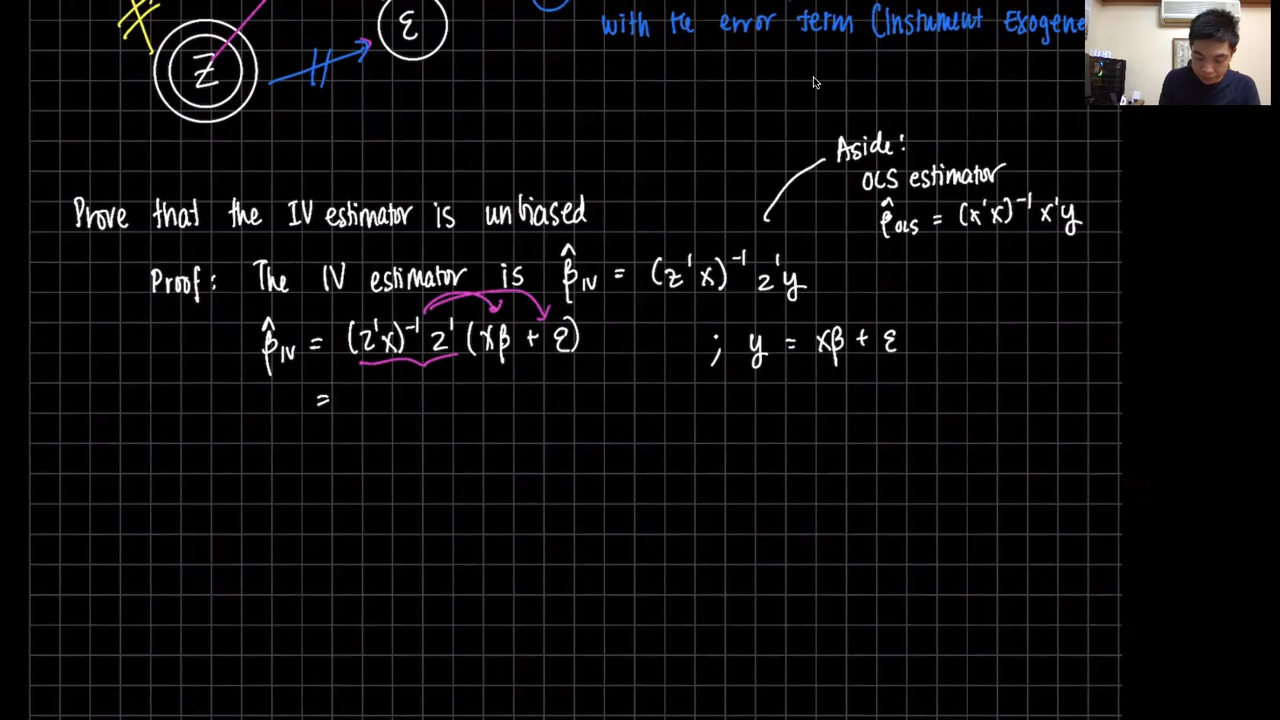 Z
ε
with the error term (Instument Exogene
Aside:
OLS estimator
β̂OLS = (x'x)⁻¹ x'y
Prove that the IV estimator is unbiased
Proof: The IV estimator is β̂IV = (z'x)⁻¹ z'y
β̂IV = (z'x)⁻¹ z' (xβ + ε) ; y = xβ + ε
=